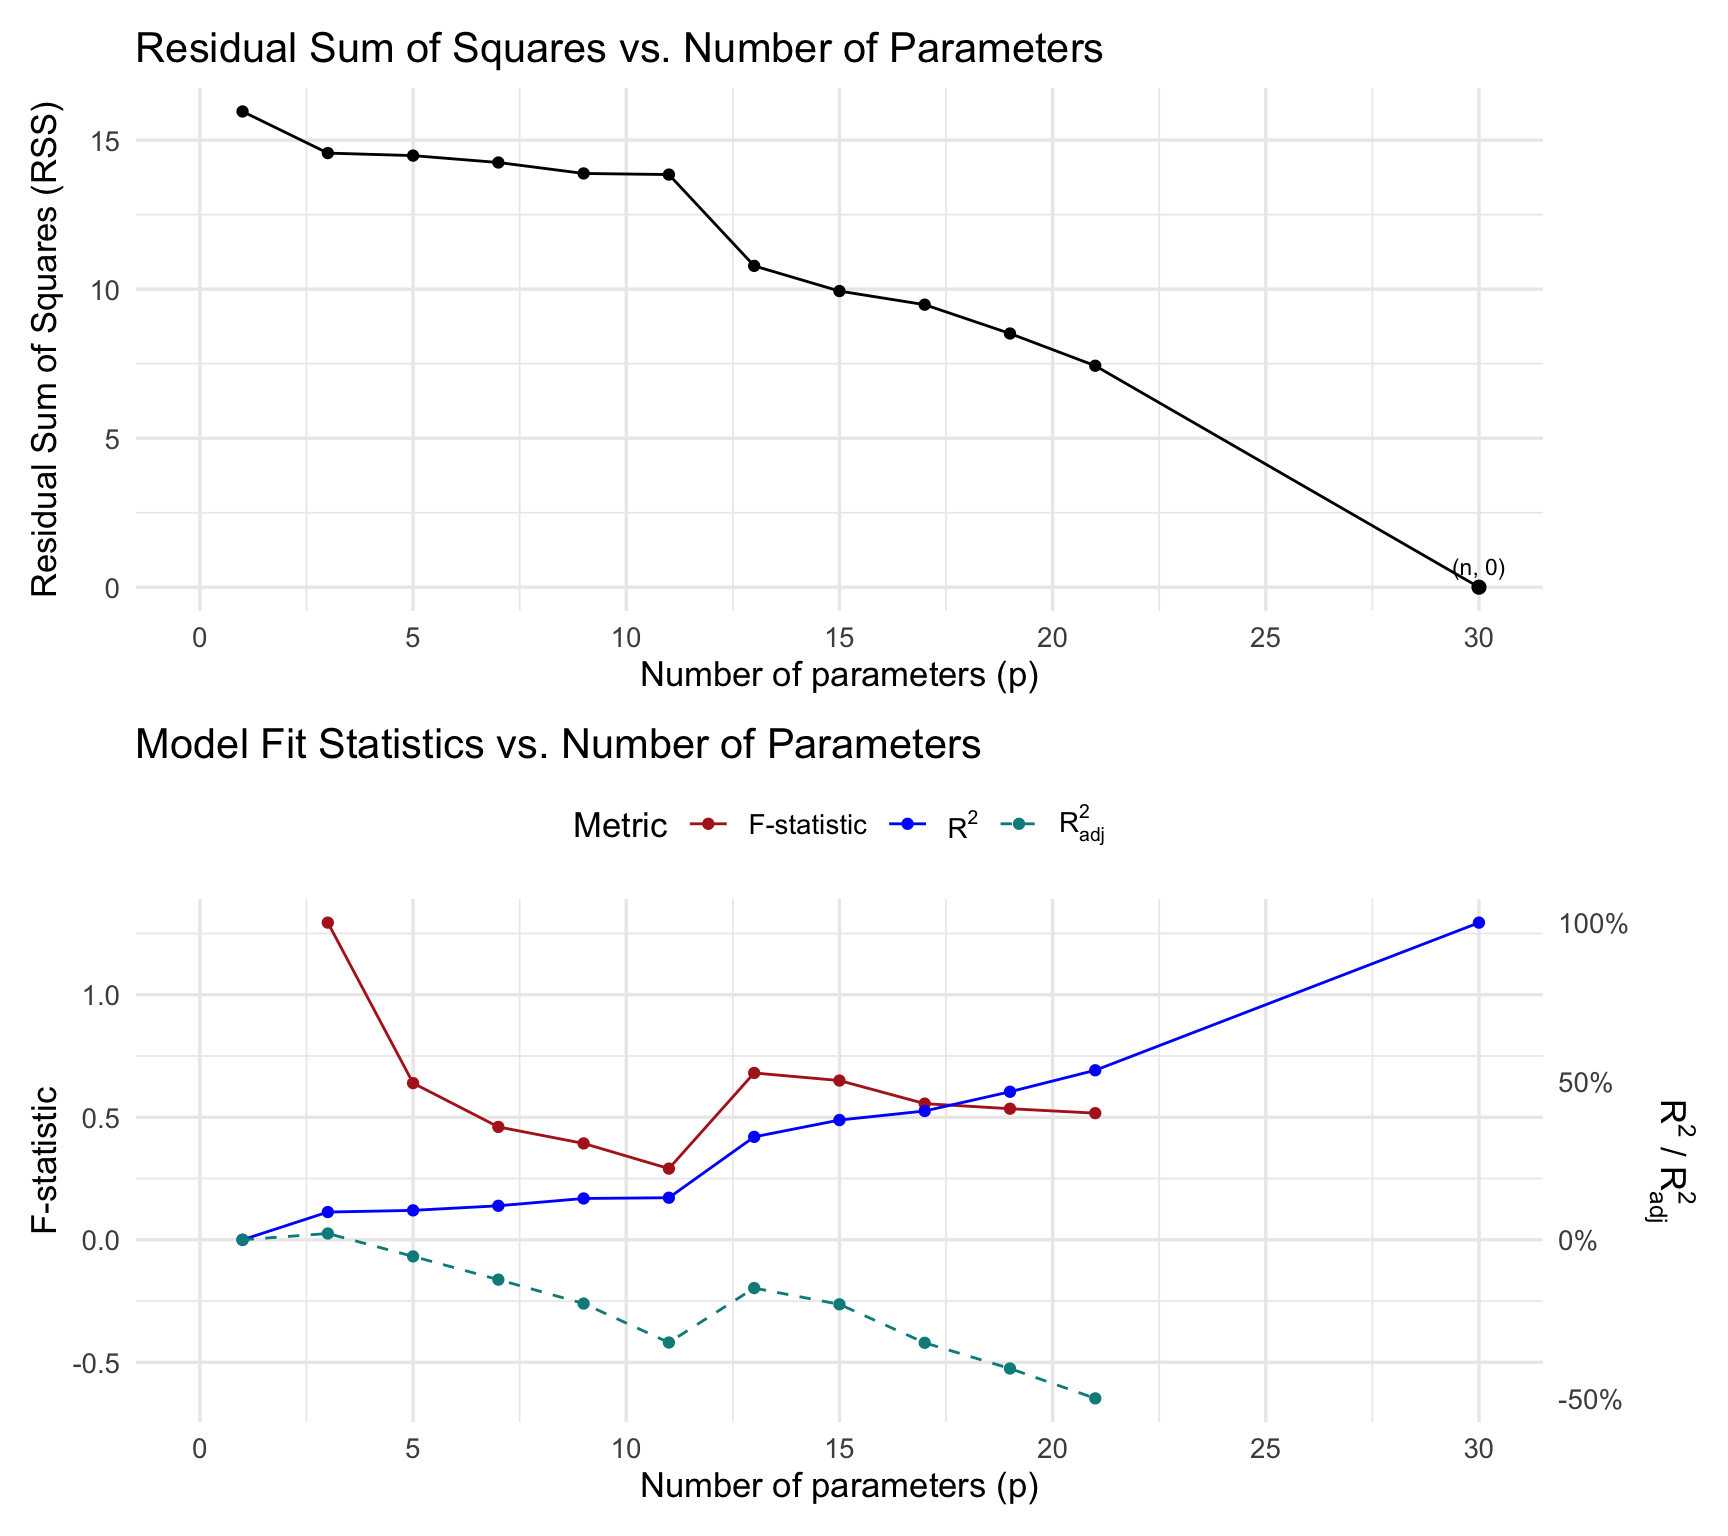 Residual Sum of Squares vs. Number of Parameters
Residual Sum of Squares (RSS)
15
10
5
0
(n, 0)
0 5 10 15 20 25 30
Number of parameters (p)
Model Fit Statistics vs. Number of Parameters
Metric F-statistic R² R²adj
F-statistic
1.0
0.5
0.0
-0.5
100%
50%
0%
-50%
R² / R²adj
0 5 10 15 20 25 30
Number of parameters (p)